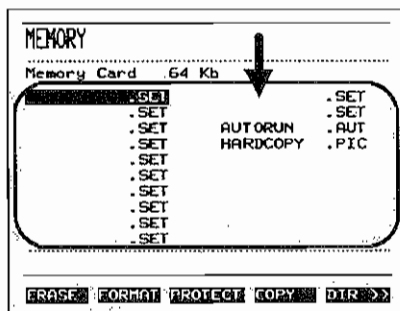 MEMORY
Memory Card 64 Kb
.SET .SET
.SET .SET
.SET AUTORUN .AUT
.SET HARDCOPY .PIC
.SET
.SET
.SET
.SET
.SET
.SET
ERASE FORMAT PROTECT COPY DIR >>